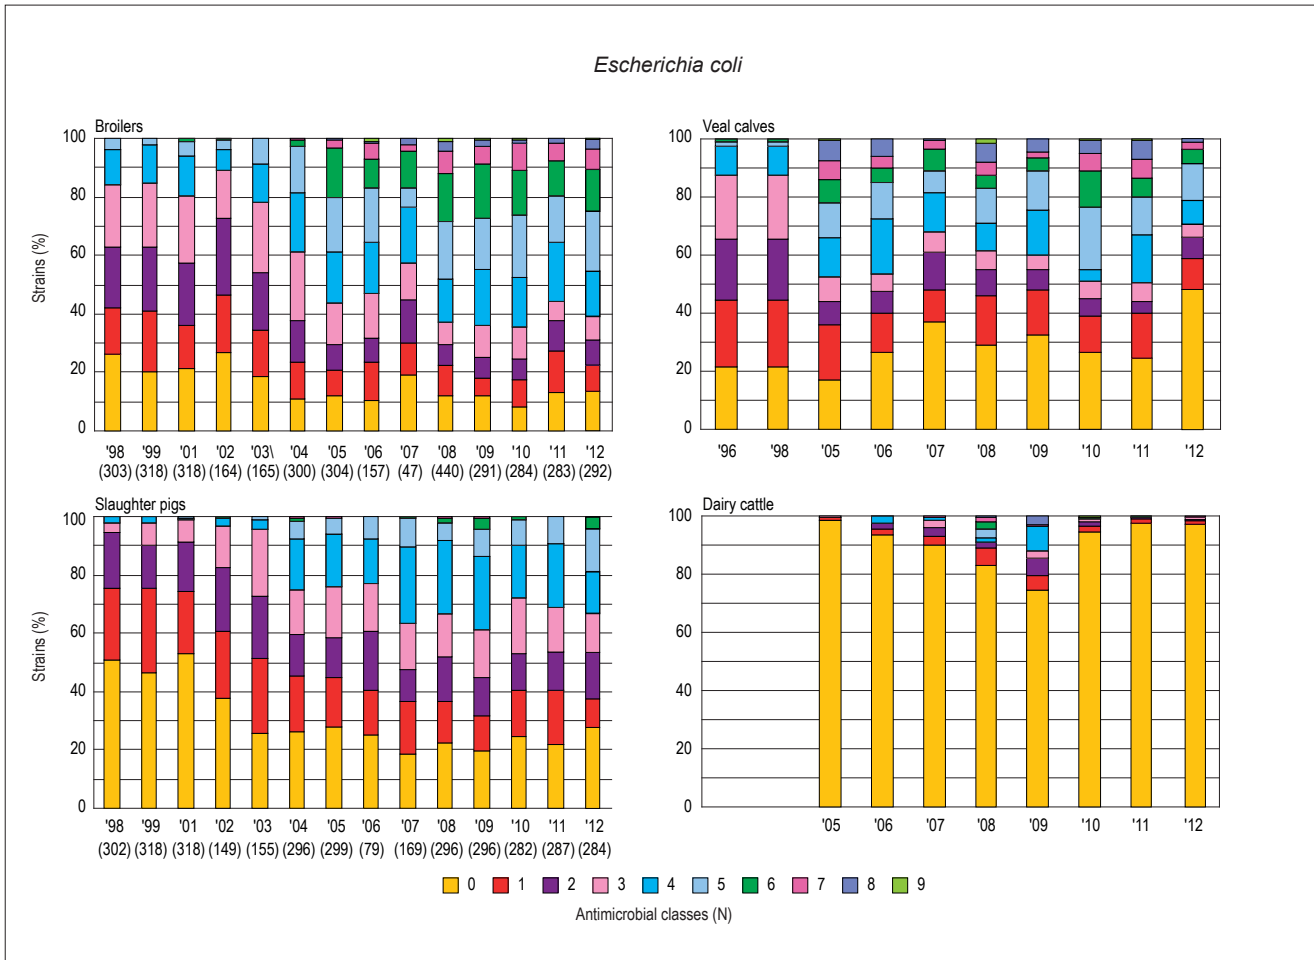 Escherichia coli
Broilers
Strains (%)
100
80
60
40
20
0
'98 '99 '01 '02 '03\ '04 '05 '06 '07 '08 '09 '10 '11 '12
(303) (318) (318) (164) (165) (300) (304) (157) (47) (440) (291) (284) (283) (292)
Veal calves
100
80
60
40
20
0
'96 '98 '05 '06 '07 '08 '09 '10 '11 '12
Slaughter pigs
Strains (%)
100
80
60
40
20
0
'98 '99 '01 '02 '03 '04 '05 '06 '07 '08 '09 '10 '11 '12
(302) (318) (318) (149) (155) (296) (299) (79) (169) (296) (296) (282) (287) (284)
Dairy cattle
100
80
60
40
20
0
'05 '06 '07 '08 '09 '10 '11 '12
0 1 2 3 4 5 6 7 8 9
Antimicrobial classes (N)